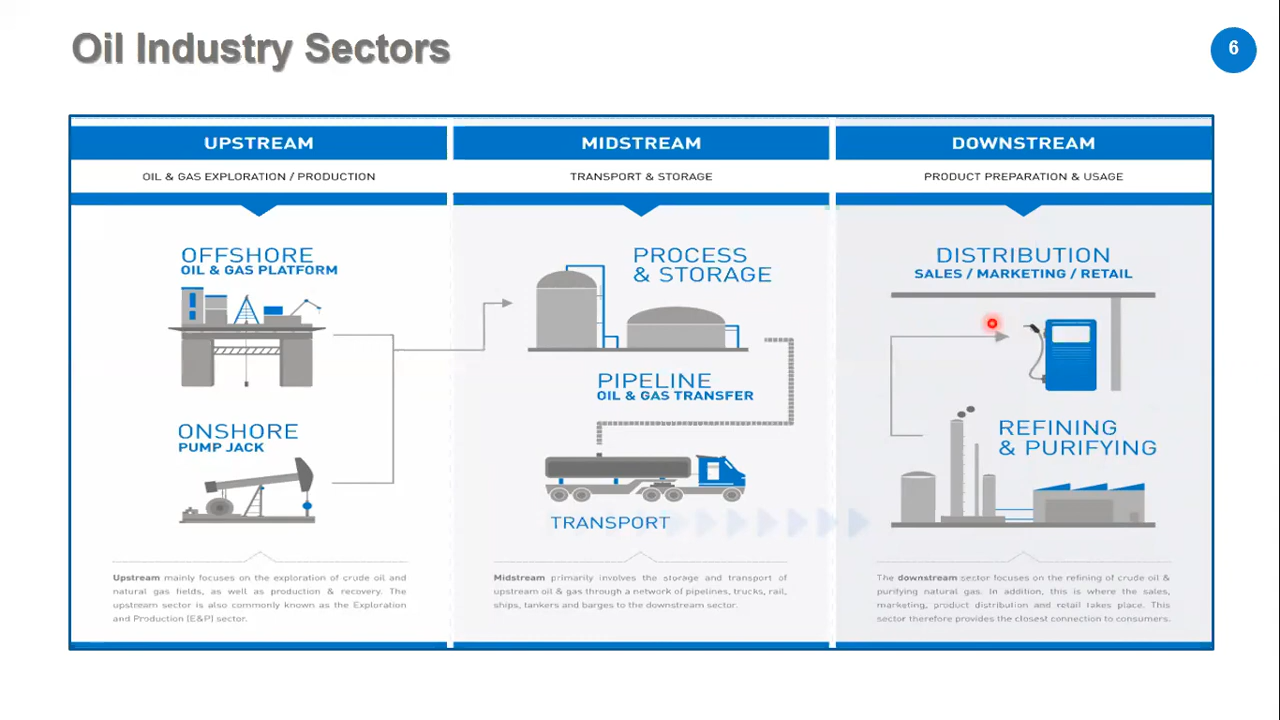 Oil Industry Sectors
6
UPSTREAM
OIL & GAS EXPLORATION / PRODUCTION
OFFSHORE
OIL & GAS PLATFORM
ONSHORE
PUMP JACK
Upstream mainly focuses on the exploration of crude oil and
natural gas fields, as well as production & recovery. The
upstream sector is also commonly known as the Exploration
and Production [E&P] sector.
MIDSTREAM
TRANSPORT & STORAGE
PROCESS
& STORAGE
PIPELINE
OIL & GAS TRANSFER
TRANSPORT
Midstream primarily involves the storage and transport of
upstream oil & gas through a network of pipelines, trucks, rail,
ships, tankers and barges to the downstream sector.
DOWNSTREAM
PRODUCT PREPARATION & USAGE
DISTRIBUTION
SALES / MARKETING / RETAIL
REFINING
& PURIFYING
The downstream sector focuses on the refining of crude oil &
purifying natural gas. In addition, this is where the sales,
marketing, product distribution and retail takes place. This
sector therefore provides the closest connection to consumers.